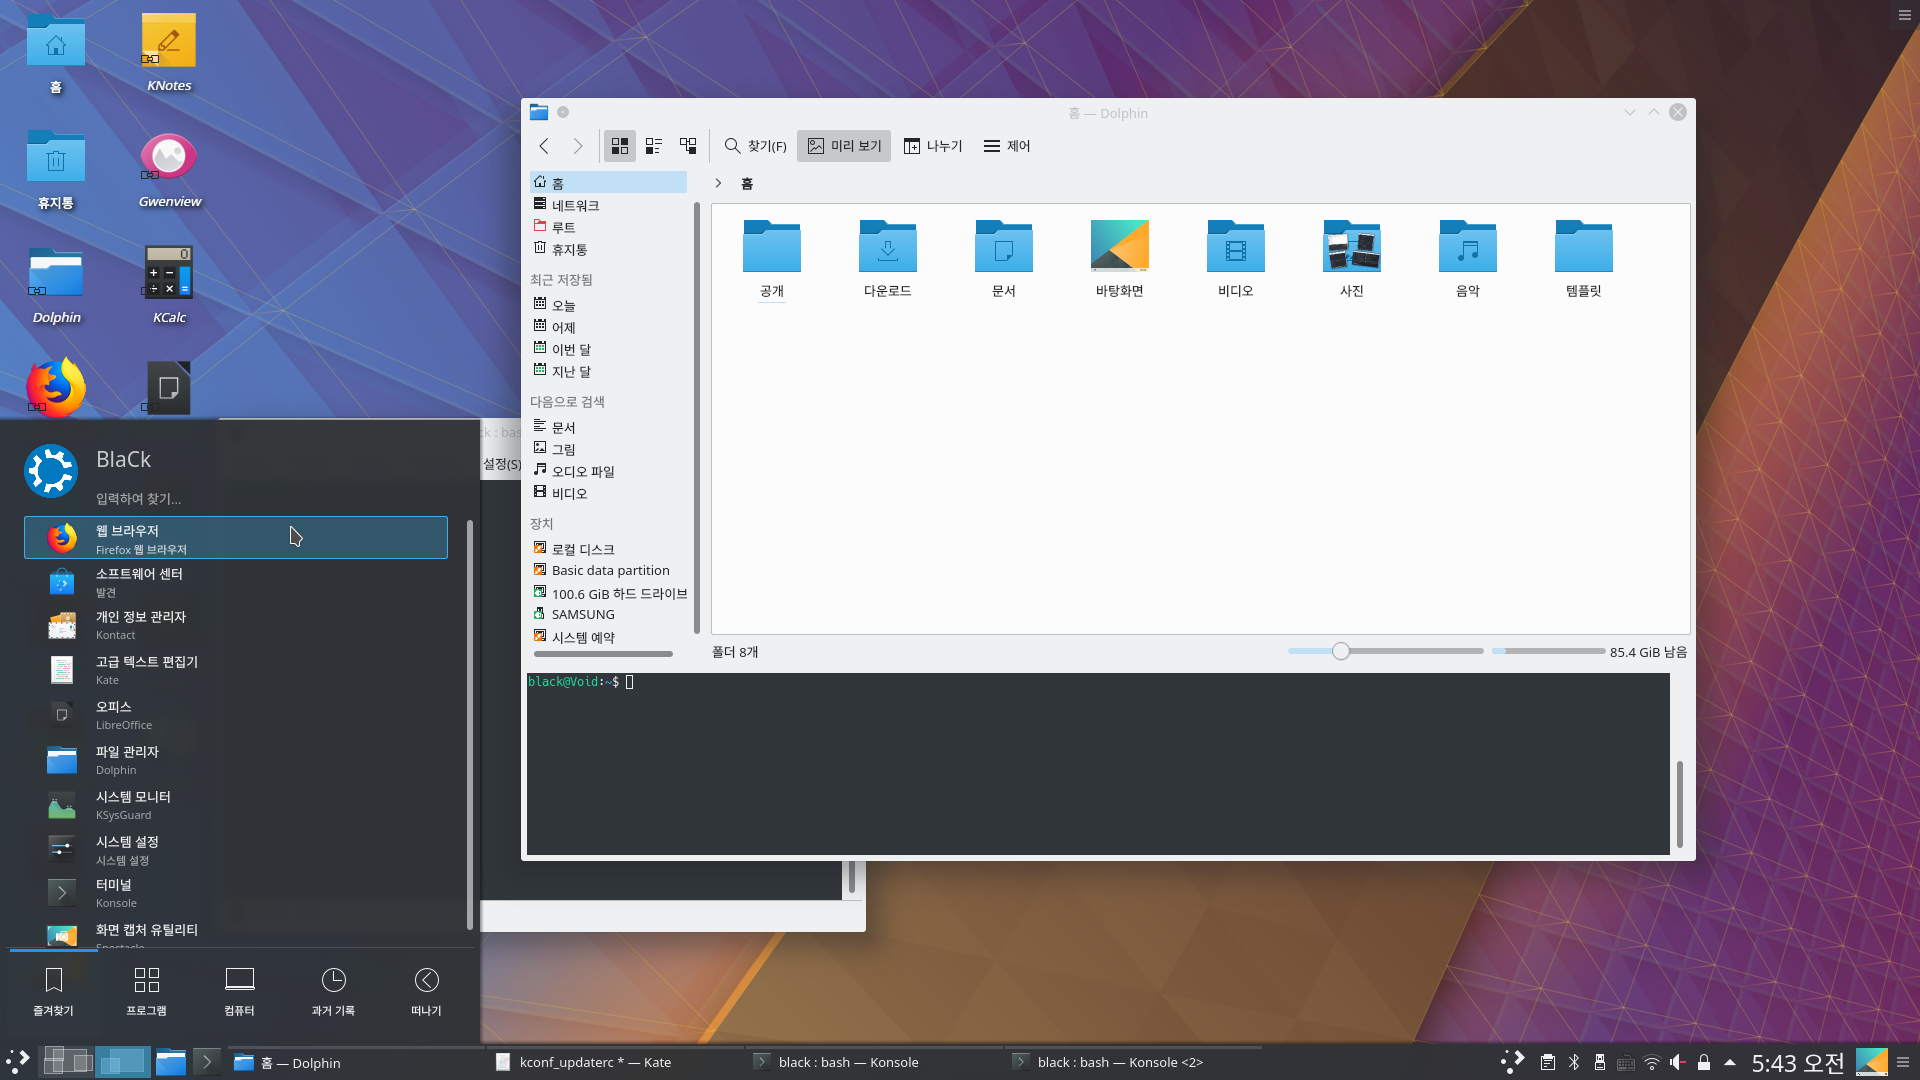 홈
KNotes
휴지통
Gwenview
Dolphin
0
KCalc
BlaCk
입력하여 찾기...
웹 브라우저
Firefox 웹 브라우저
소프트웨어 센터
발견
개인 정보 관리자
Kontact
고급 텍스트 편집기
Kate
오피스
LibreOffice
파일 관리자
Dolphin
시스템 모니터
KSysGuard
시스템 설정
시스템 설정
터미널
Konsole
화면 캡처 유틸리티
즐겨찾기
프로그램
컴퓨터
과거 기록
떠나기
설정(S)
홈 — Dolphin
찾기(F)
미리 보기
나누기
제어
홈
네트워크
루트
휴지통
최근 저장됨
오늘
어제
이번 달
지난 달
다음으로 검색
문서
그림
오디오 파일
비디오
장치
로컬 디스크
Basic data partition
100.6 GiB 하드 드라이브
SAMSUNG
시스템 예약
홈
공개
다운로드
문서
바탕화면
비디오
사진
음악
템플릿
폴더 8개
85.4 GiB 남음
black@Void:~$
홈 — Dolphin
kconf_updaterc * — Kate
black : bash — Konsole
black : bash — Konsole <2>
5:43 오전